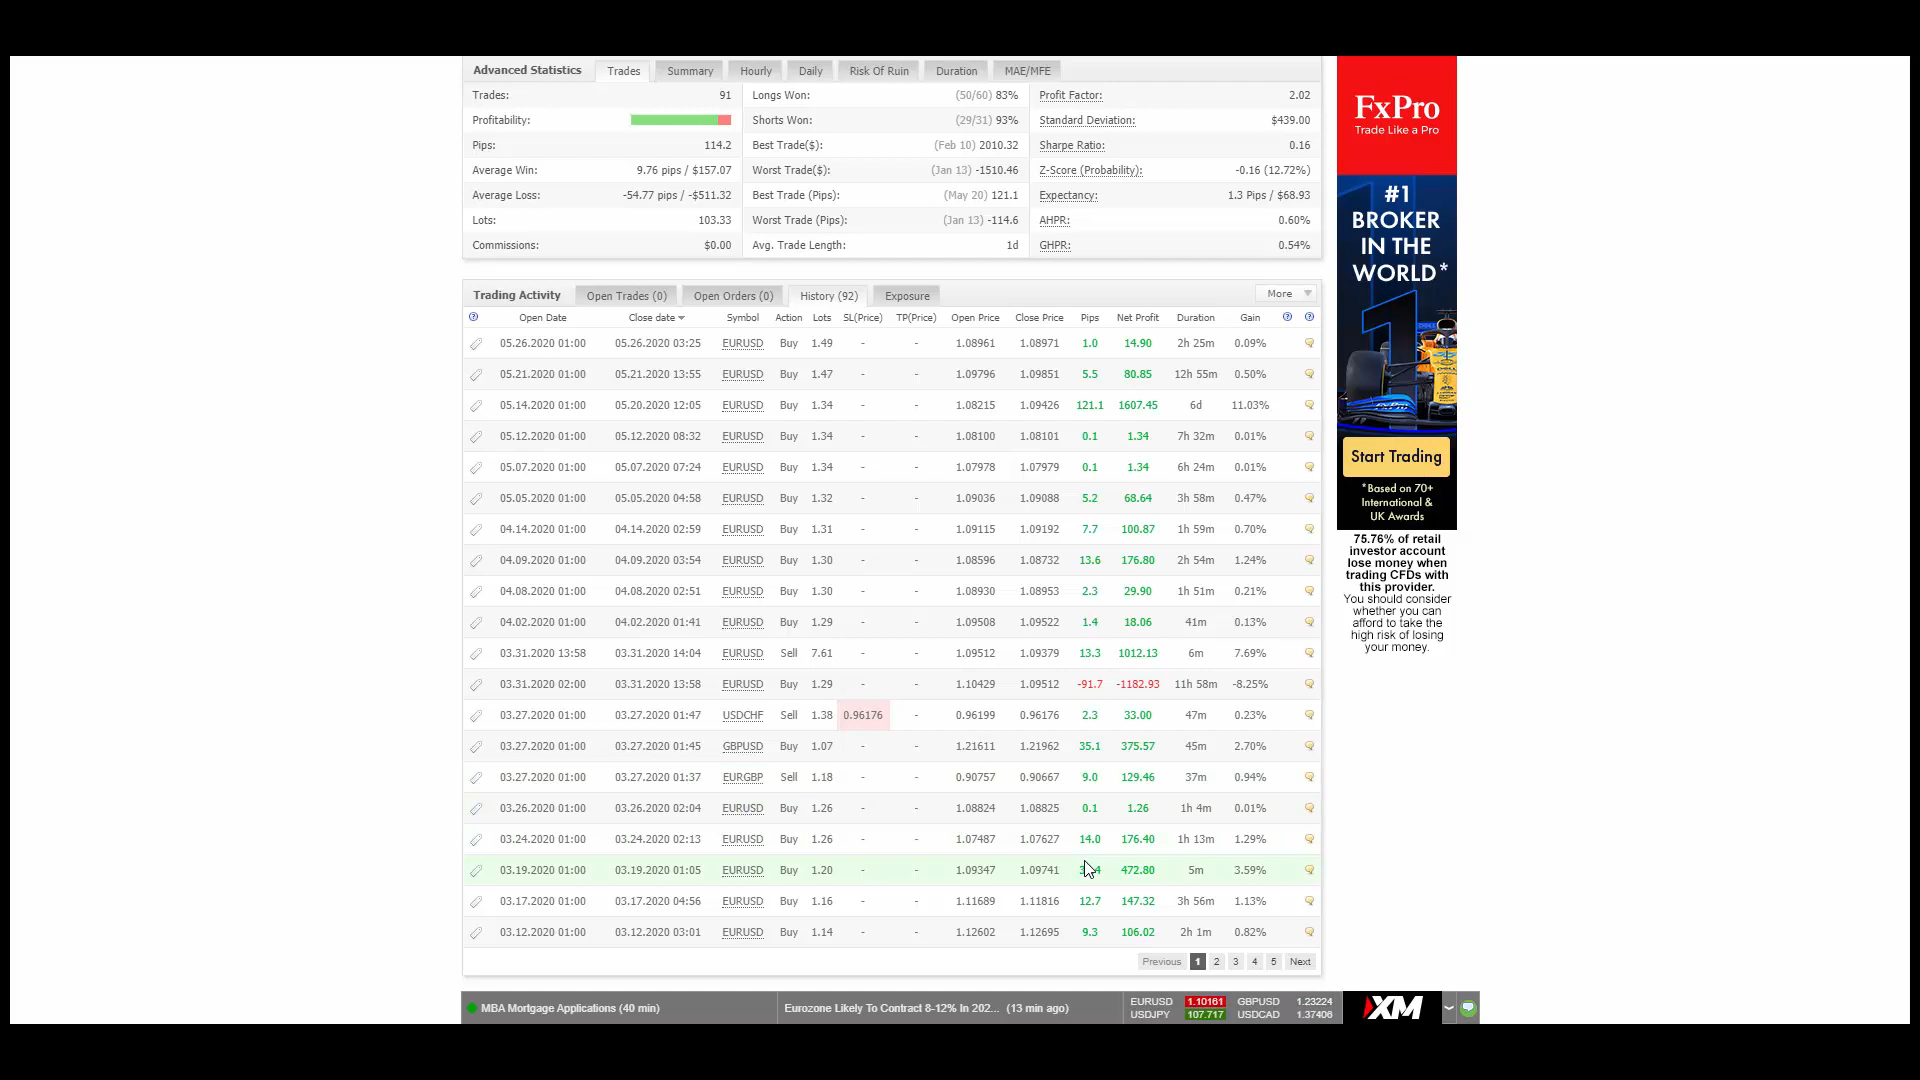 Advanced Statistics Trades Summary Hourly Daily Risk Of Ruin Duration MAE/MFE
Trades: 91 Longs Won: (50/60) 83% Profit Factor: 2.02
Profitability: Shorts Won: (29/31) 93% Standard Deviation: $439.00
Pips: 114.2 Best Trade($): (Feb 10) 2010.32 Sharpe Ratio: 0.16
Average Win: 9.76 pips / $157.07 Worst Trade($): (Jan 13) -1510.46 Z-Score (Probability): -0.16 (12.72%)
Average Loss: -54.77 pips / -$511.32 Best Trade (Pips): (May 20) 121.1 Expectancy: 1.3 Pips / $68.93
Lots: 103.33 Worst Trade (Pips): (Jan 13) -114.6 AHPR: 0.60%
Commissions: $0.00 Avg. Trade Length: 1d GHPR: 0.54%
Trading Activity Open Trades (0) Open Orders (0) History (92) Exposure More
Open Date Close date Symbol Action Lots SL(Price) TP(Price) Open Price Close Price Pips Net Profit Duration Gain
05.26.2020 01:00 05.26.2020 03:25 EURUSD Buy 1.49 - - 1.08961 1.08971 1.0 14.90 2h 25m 0.09%
05.21.2020 01:00 05.21.2020 13:55 EURUSD Buy 1.47 - - 1.09796 1.09851 5.5 80.85 12h 55m 0.50%
05.14.2020 01:00 05.20.2020 12:05 EURUSD Buy 1.34 - - 1.08215 1.09426 121.1 1607.45 6d 11.03%
05.12.2020 01:00 05.12.2020 08:32 EURUSD Buy 1.34 - - 1.08100 1.08101 0.1 1.34 7h 32m 0.01%
05.07.2020 01:00 05.07.2020 07:24 EURUSD Buy 1.34 - - 1.07978 1.07979 0.1 1.34 6h 24m 0.01%
05.05.2020 01:00 05.05.2020 04:58 EURUSD Buy 1.32 - - 1.09036 1.09088 5.2 68.64 3h 58m 0.47%
04.14.2020 01:00 04.14.2020 02:59 EURUSD Buy 1.31 - - 1.09115 1.09192 7.7 100.87 1h 59m 0.70%
04.09.2020 01:00 04.09.2020 03:54 EURUSD Buy 1.30 - - 1.08596 1.08732 13.6 176.80 2h 54m 1.24%
04.08.2020 01:00 04.08.2020 02:51 EURUSD Buy 1.30 - - 1.08930 1.08953 2.3 29.90 1h 51m 0.21%
04.02.2020 01:00 04.02.2020 01:41 EURUSD Buy 1.29 - - 1.09508 1.09522 1.4 18.06 41m 0.13%
03.31.2020 13:58 03.31.2020 14:04 EURUSD Sell 7.61 - - 1.09512 1.09379 13.3 1012.13 6m 7.69%
03.31.2020 02:00 03.31.2020 13:58 EURUSD Buy 1.29 - - 1.10429 1.09512 -91.7 -1182.93 11h 58m -8.25%
03.27.2020 01:00 03.27.2020 01:47 USDCHF Sell 1.38 0.96176 - 0.96199 0.96176 2.3 33.00 47m 0.23%
03.27.2020 01:00 03.27.2020 01:45 GBPUSD Buy 1.07 - - 1.21611 1.21962 35.1 375.57 45m 2.70%
03.27.2020 01:00 03.27.2020 01:37 EURGBP Sell 1.18 - - 0.90757 0.90667 9.0 129.46 37m 0.94%
03.26.2020 01:00 03.26.2020 02:04 EURUSD Buy 1.26 - - 1.08824 1.08825 0.1 1.26 1h 4m 0.01%
03.24.2020 01:00 03.24.2020 02:13 EURUSD Buy 1.26 - - 1.07487 1.07627 14.0 176.40 1h 13m 1.29%
03.19.2020 01:00 03.19.2020 01:05 EURUSD Buy 1.20 - - 1.09347 1.09741 472.80 5m 3.59%
03.17.2020 01:00 03.17.2020 04:56 EURUSD Buy 1.16 - - 1.11689 1.11816 12.7 147.32 3h 56m 1.13%
03.12.2020 01:00 03.12.2020 03:01 EURUSD Buy 1.14 - - 1.12602 1.12695 9.3 106.02 2h 1m 0.82%
Previous 1 2 3 4 5 Next
FxPro
Trade Like a Pro
#1
BROKER
IN THE
WORLD*
Start Trading
*Based on 70+
International &
UK Awards
75.76% of retail
investor account
lose money when
trading CFDs with
this provider.
You should consider
whether you can
afford to take the
high risk of losing
your money.
MBA Mortgage Applications (40 min) Eurozone Likely To Contract 8-12% In 202... (13 min ago)
EURUSD 1.10161 GBPUSD 1.23224
USDJPY 107.717 USDCAD 1.37406
XM